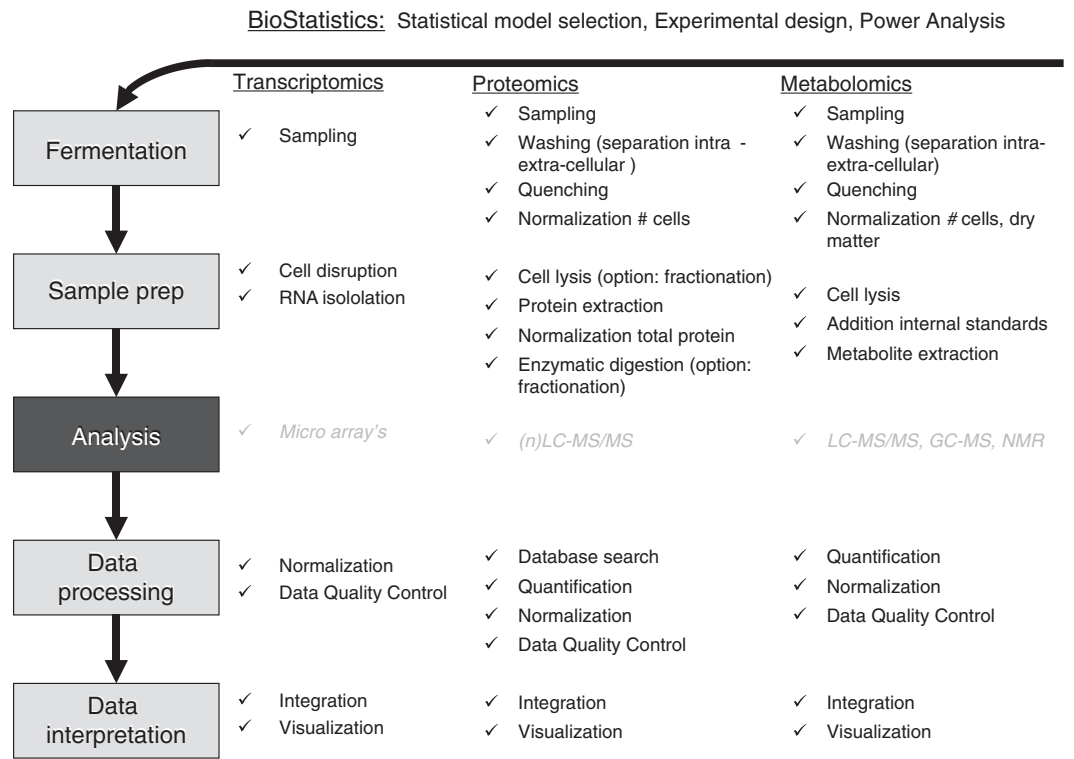 BioStatistics: Statistical model selection, Experimental design, Power Analysis
Transcriptomics
Proteomics
Metabolomics
Fermentation
✓ Sampling
✓ Sampling
✓ Washing (separation intra -
extra-cellular )
✓ Quenching
✓ Normalization # cells
✓ Sampling
✓ Washing (separation intra-
extra-cellular)
✓ Quenching
✓ Normalization # cells, dry
matter
Sample prep
✓ Cell disruption
✓ RNA isololation
✓ Cell lysis (option: fractionation)
✓ Protein extraction
✓ Normalization total protein
✓ Enzymatic digestion (option:
fractionation)
✓ Cell lysis
✓ Addition internal standards
✓ Metabolite extraction
Analysis
✓ Micro array's
✓ (n)LC-MS/MS
✓ LC-MS/MS, GC-MS, NMR
Data
processing
✓ Normalization
✓ Data Quality Control
✓ Database search
✓ Quantification
✓ Normalization
✓ Data Quality Control
✓ Quantification
✓ Normalization
✓ Data Quality Control
Data
interpretation
✓ Integration
✓ Visualization
✓ Integration
✓ Visualization
✓ Integration
✓ Visualization